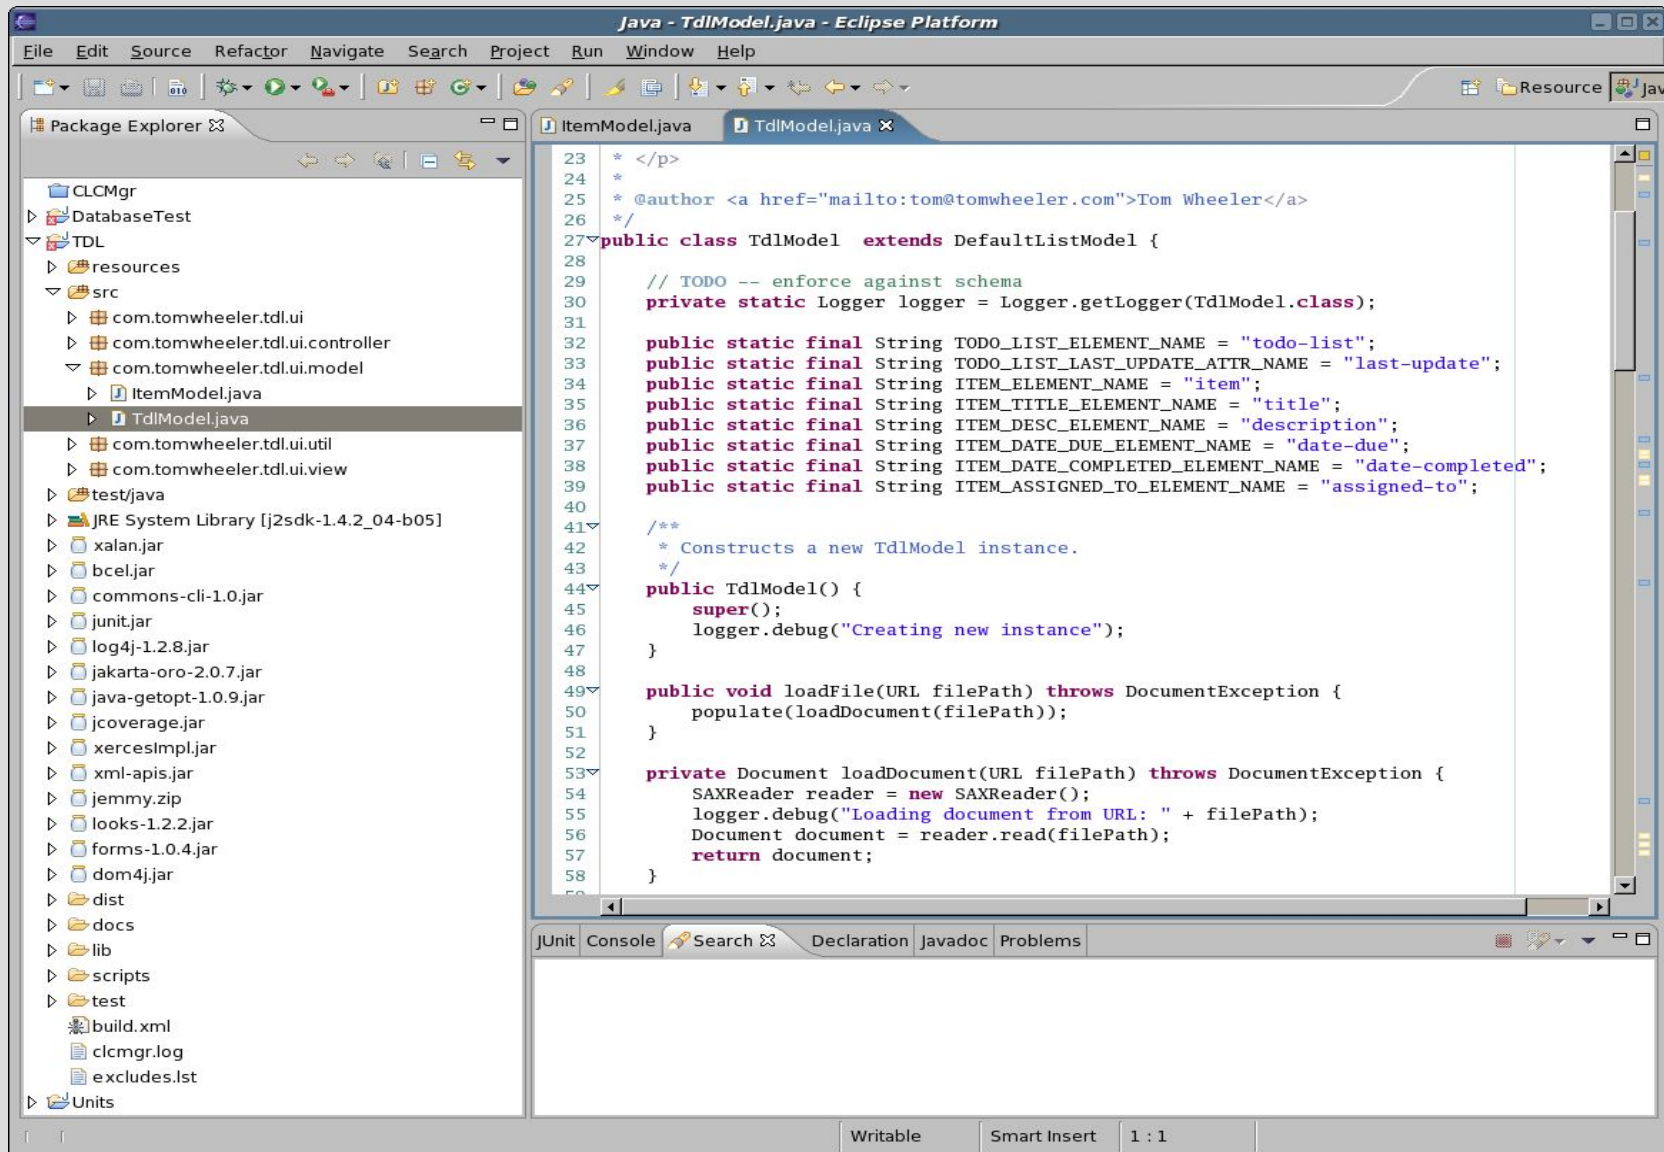 Java - TdlModel.java - Eclipse Platform
File Edit Source Refactor Navigate Search Project Run Window Help
Resource Jav
Package Explorer
CLCMgr
DatabaseTest
TDL
resources
src
com.tomwheeler.tdl.ui
com.tomwheeler.tdl.ui.controller
com.tomwheeler.tdl.ui.model
ItemModel.java
TdlModel.java
com.tomwheeler.tdl.ui.util
com.tomwheeler.tdl.ui.view
test/java
JRE System Library [j2sdk-1.4.2_04-b05]
xalan.jar
bcel.jar
commons-cli-1.0.jar
junit.jar
log4j-1.2.8.jar
jakarta-oro-2.0.7.jar
java-getopt-1.0.9.jar
jcoverage.jar
xercesImpl.jar
xml-apis.jar
jemmy.zip
looks-1.2.2.jar
forms-1.0.4.jar
dom4j.jar
dist
docs
lib
scripts
test
build.xml
clcmgr.log
excludes.lst
Units
ItemModel.java TdlModel.java
23 * </p>
24 *
25 * @author <a href="mailto:tom@tomwheeler.com">Tom Wheeler</a>
26 */
27 public class TdlModel  extends DefaultListModel {
28
29     // TODO -- enforce against schema
30     private static Logger logger = Logger.getLogger(TdlModel.class);
31
32     public static final String TODO_LIST_ELEMENT_NAME = "todo-list";
33     public static final String TODO_LIST_LAST_UPDATE_ATTR_NAME = "last-update";
34     public static final String ITEM_ELEMENT_NAME = "item";
35     public static final String ITEM_TITLE_ELEMENT_NAME = "title";
36     public static final String ITEM_DESC_ELEMENT_NAME = "description";
37     public static final String ITEM_DATE_DUE_ELEMENT_NAME = "date-due";
38     public static final String ITEM_DATE_COMPLETED_ELEMENT_NAME = "date-completed";
39     public static final String ITEM_ASSIGNED_TO_ELEMENT_NAME = "assigned-to";
40
41     /**
42      * Constructs a new TdlModel instance.
43      */
44     public TdlModel() {
45         super();
46         logger.debug("Creating new instance");
47     }
48
49     public void loadFile(URL filePath) throws DocumentException {
50         populate(loadDocument(filePath));
51     }
52
53     private Document loadDocument(URL filePath) throws DocumentException {
54         SAXReader reader = new SAXReader();
55         logger.debug("Loading document from URL: " + filePath);
56         Document document = reader.read(filePath);
57         return document;
58     }
JUnit Console Search Declaration Javadoc Problems
Writable Smart Insert 1 : 1